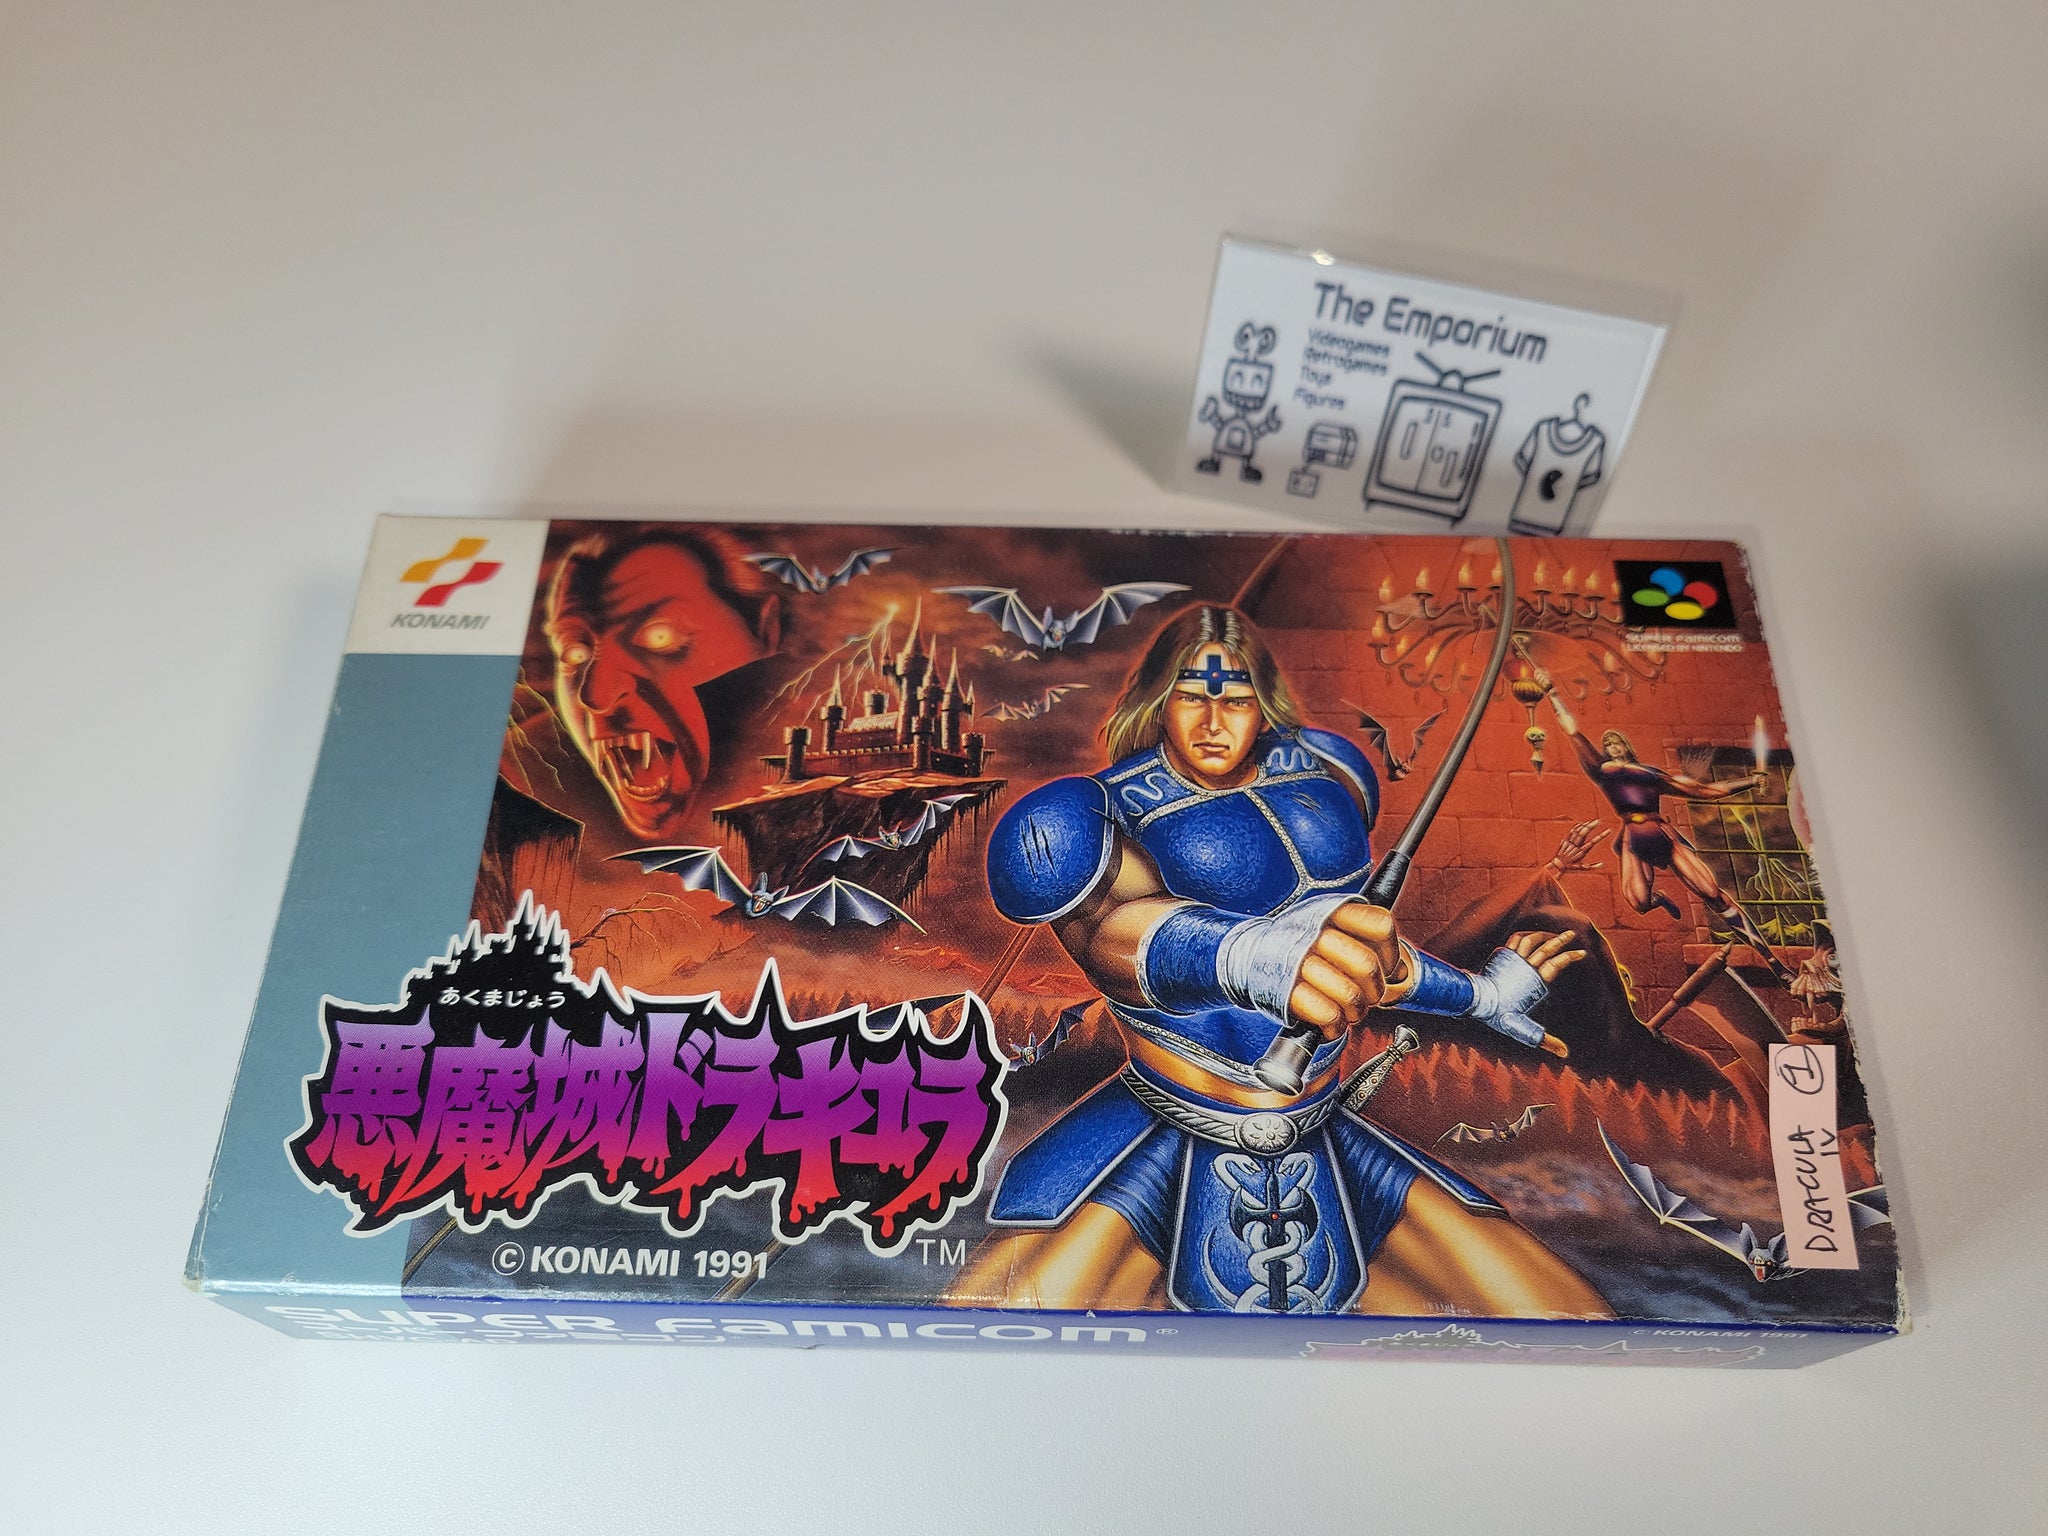 The Emporium
Videogames
Retrogames
Toys
Figures
KONAMI
SUPER Famicom
LICENSED BY NINTENDO
あくまじょう
悪魔城ドラキュラ
TM
© KONAMI 1991
DRACULA
IV
1
SUPER Famicom®
© KONAMI 1991